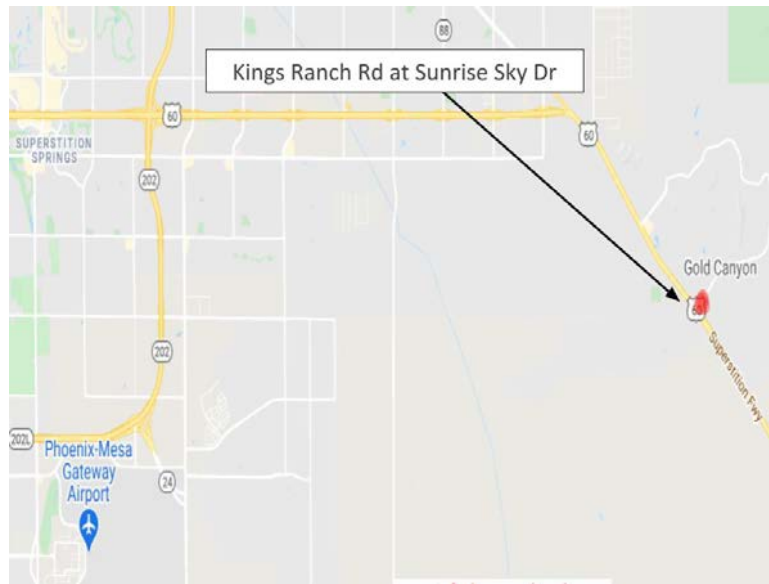 88
Kings Ranch Rd at Sunrise Sky Dr
60
60
SUPERSTITION
SPRINGS
202
Gold Canyon
60
Superstition Fwy
202
202L
Phoenix-Mesa
Gateway
Airport
24